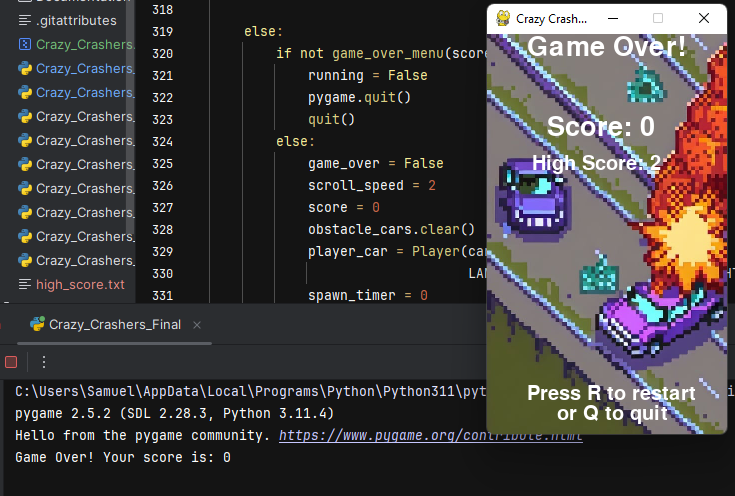 Documentation
.gitattributes
Crazy_Crashers.
Crazy_Crashers_
Crazy_Crashers_
Crazy_Crashers_
Crazy_Crashers_
Crazy_Crashers_
Crazy_Crashers_
Crazy_Crashers_
Crazy_Crashers_
Crazy_Crashers_
high_score.txt
318
319 else:
320 if not game_over_menu(score
321 running = False
322 pygame.quit()
323 quit()
324 else:
325 game_over = False
326 scroll_speed = 2
327 score = 0
328 obstacle_cars.clear()
329 player_car = Player(car
330 LAN
331 spawn_timer = 0
Crazy Crash...
Game Over!
Score: 0
High Score: 2
Press R to restart
or Q to quit
Crazy_Crashers_Final
C:\Users\Samuel\AppData\Local\Programs\Python\Python311\pyt
pygame 2.5.2 (SDL 2.28.3, Python 3.11.4)
Hello from the pygame community. https://www.pygame.org/contribute.html
Game Over! Your score is: 0